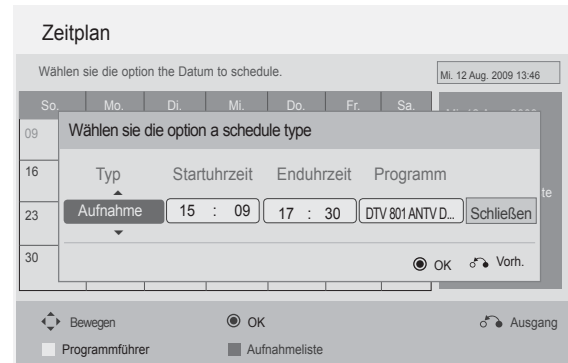 Zeitplan
Wählen sie die option the Datum to schedule.
Mi. 12 Aug. 2009 13:46
So. Mo. Di. Mi. Do. Fr. Sa.
09
Wählen sie die option a schedule type
16
Typ Startuhrzeit Enduhrzeit Programm
te
23
Aufnahme 15 : 09 17 : 30 DTV 801 ANTV D... Schließen
30
OK Vorh.
Bewegen OK Ausgang
Programmführer Aufnahmeliste